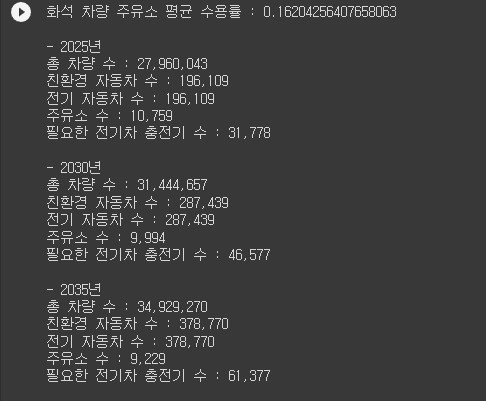 화석 차량 주유소 평균 수용률 : 0.16204256407658063
- 2025년
총 차량 수 : 27,960,043
친환경 자동차 수 : 196,109
전기 자동차 수 : 196,109
주유소 수 : 10,759
필요한 전기차 충전기 수 : 31,778
- 2030년
총 차량 수 : 31,444,657
친환경 자동차 수 : 287,439
전기 자동차 수 : 287,439
주유소 수 : 9,994
필요한 전기차 충전기 수 : 46,577
- 2035년
총 차량 수 : 34,929,270
친환경 자동차 수 : 378,770
전기 자동차 수 : 378,770
주유소 수 : 9,229
필요한 전기차 충전기 수 : 61,377